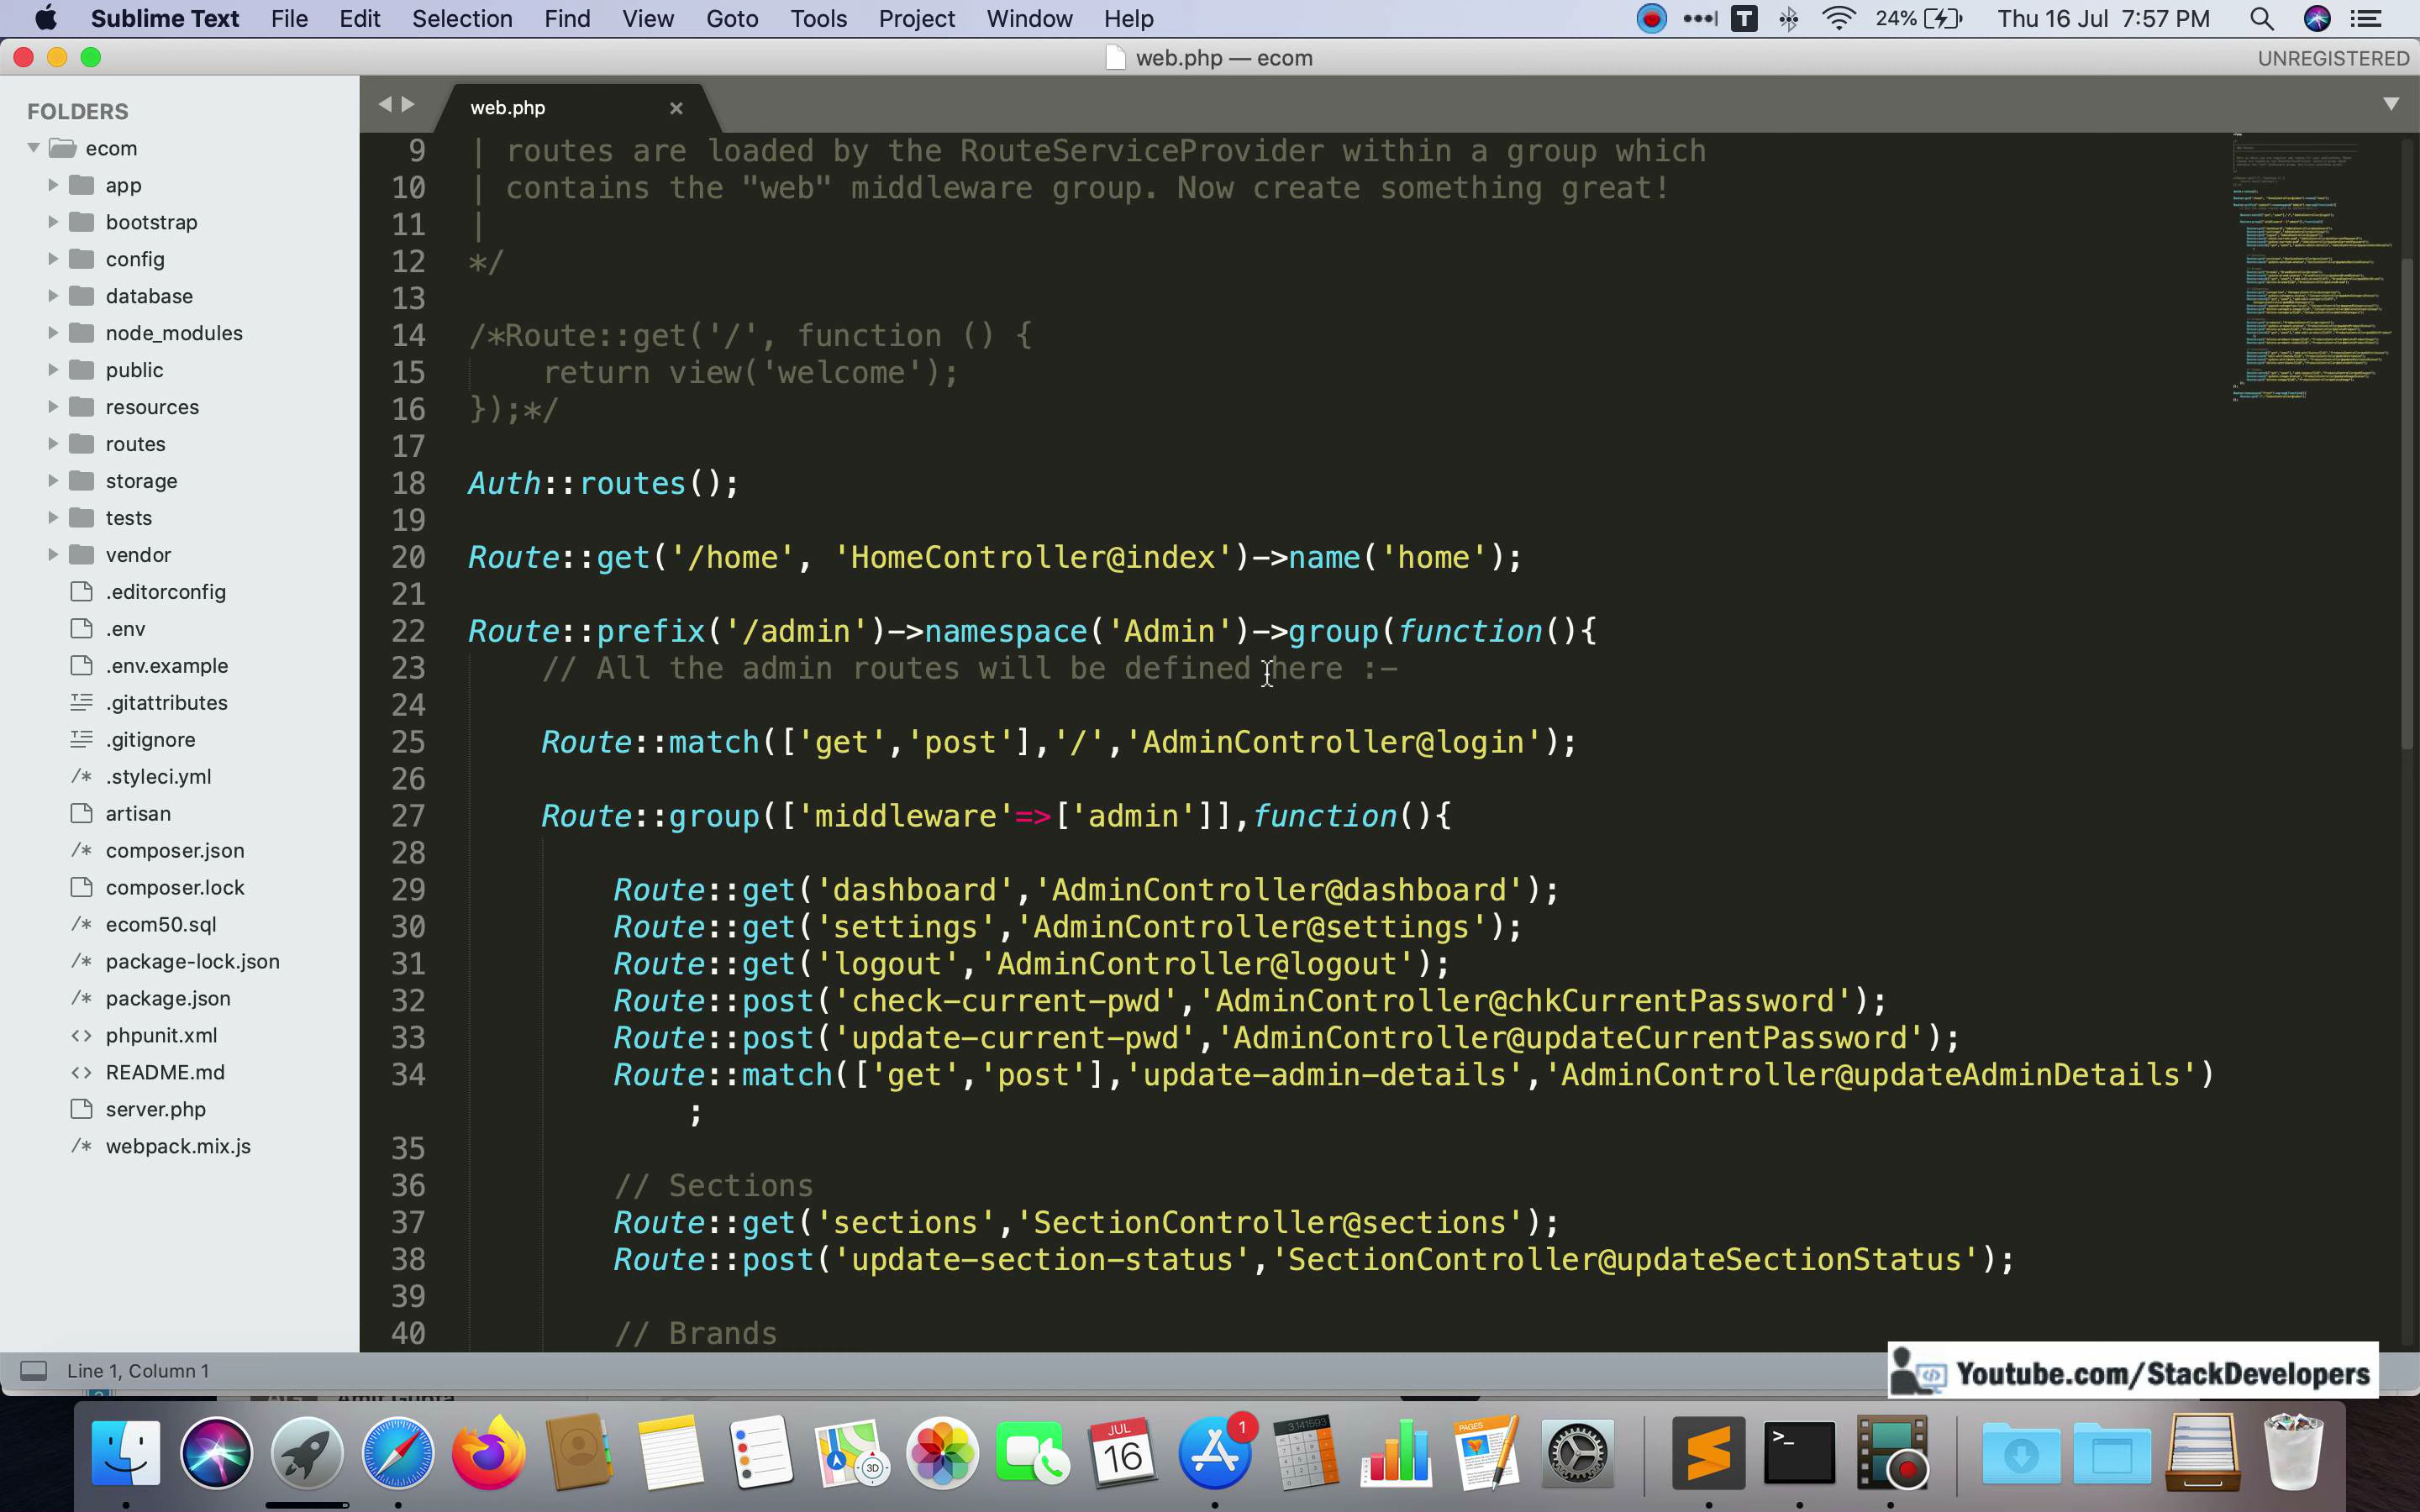 Sublime Text File Edit Selection Find View Goto Tools Project Window Help
T 24% Thu 16 Jul 7:57 PM
web.php — ecom
UNREGISTERED
FOLDERS
ecom
app
bootstrap
config
database
node_modules
public
resources
routes
storage
tests
vendor
.editorconfig
.env
.env.example
.gitattributes
.gitignore
/* .styleci.yml
artisan
/* composer.json
composer.lock
/* ecom50.sql
/* package-lock.json
/* package.json
<> phpunit.xml
<> README.md
server.php
/* webpack.mix.js
web.php ×
9 | routes are loaded by the RouteServiceProvider within a group which
10 | contains the "web" middleware group. Now create something great!
11 |
12 */
13
14 /*Route::get('/', function () {
15 return view('welcome');
16 });*/
17
18 Auth::routes();
19
20 Route::get('/home', 'HomeController@index')->name('home');
21
22 Route::prefix('/admin')->namespace('Admin')->group(function(){
23 // All the admin routes will be defined here :-
24
25 Route::match(['get','post'],'/','AdminController@login');
26
27 Route::group(['middleware'=>['admin']],function(){
28
29 Route::get('dashboard','AdminController@dashboard');
30 Route::get('settings','AdminController@settings');
31 Route::get('logout','AdminController@logout');
32 Route::post('check-current-pwd','AdminController@chkCurrentPassword');
33 Route::post('update-current-pwd','AdminController@updateCurrentPassword');
34 Route::match(['get','post'],'update-admin-details','AdminController@updateAdminDetails')
;
35
36 // Sections
37 Route::get('sections','SectionController@sections');
38 Route::post('update-section-status','SectionController@updateSectionStatus');
39
40 // Brands
Line 1, Column 1
Youtube.com/StackDevelopers
3D
JUL
16
1
3.141593
PAGES
>_